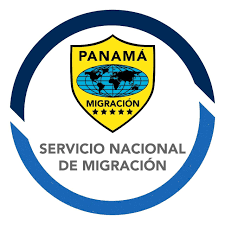 PANAMÁ
MIGRACIÓN
SERVICIO NACIONAL
DE MIGRACIÓN